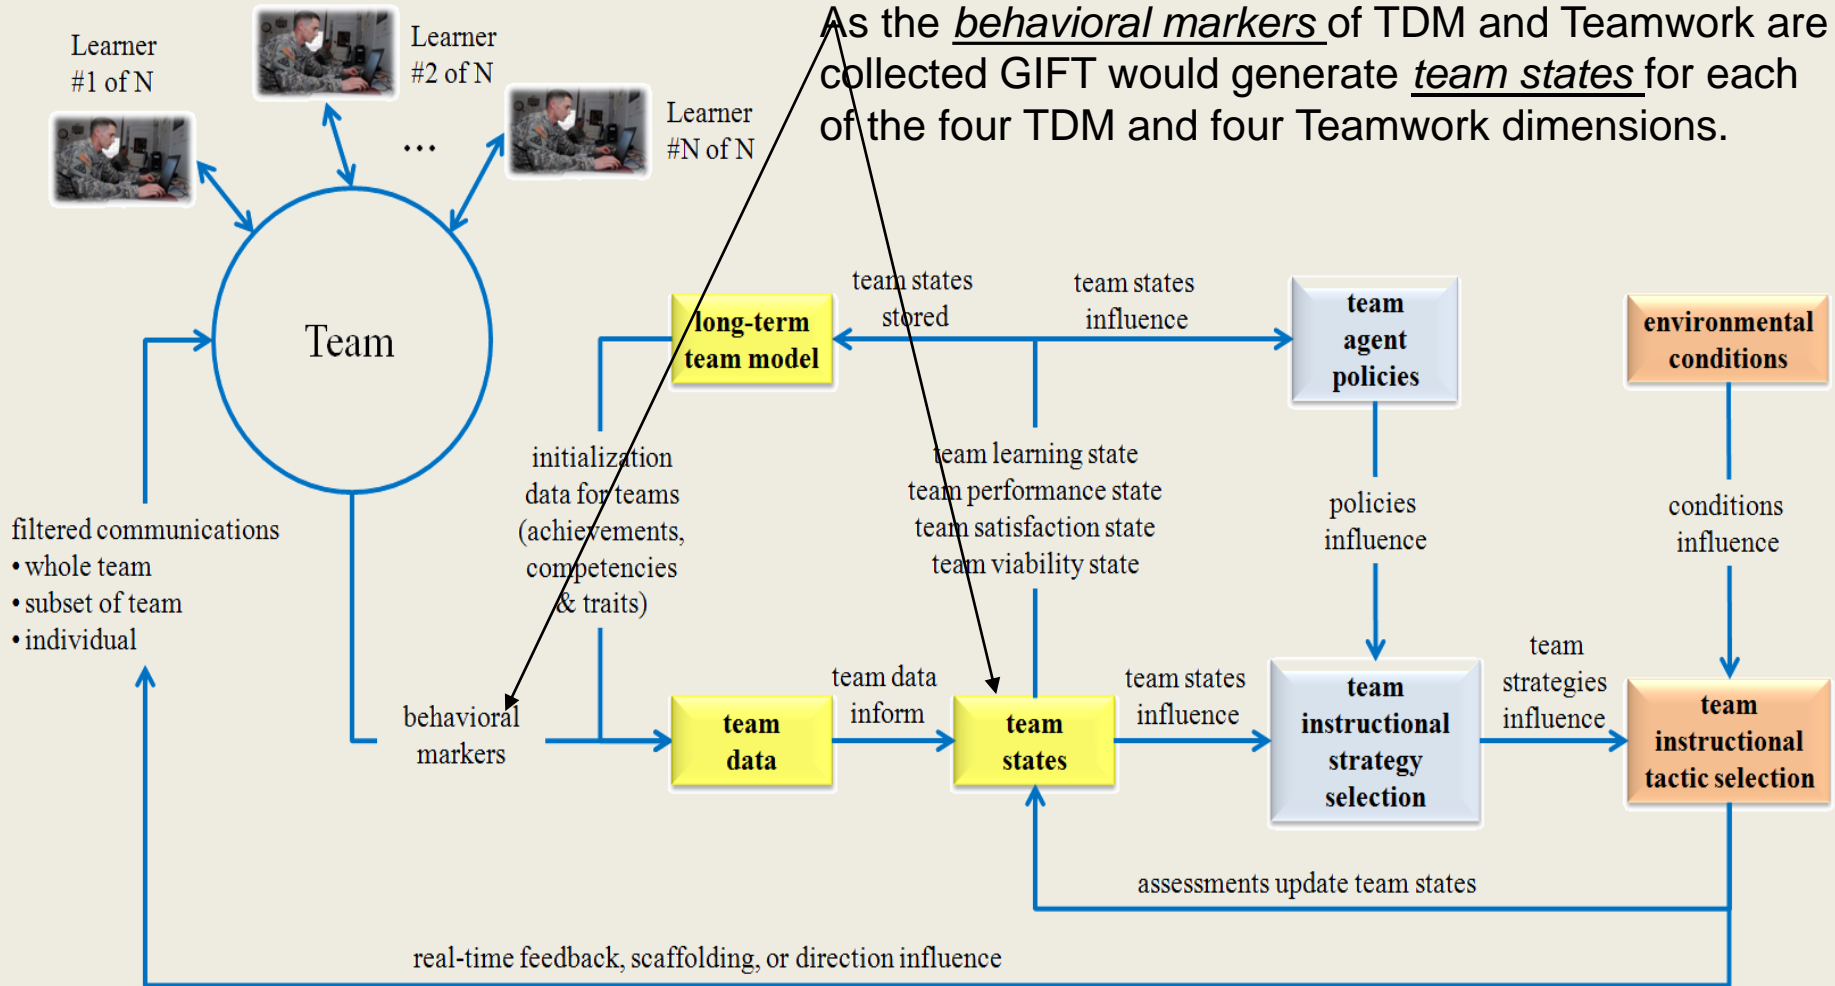 As the behavioral markers of TDM and Teamwork are
collected GIFT would generate team states for each
of the four TDM and four Teamwork dimensions.
Learner
#1 of N
Learner
#2 of N
...
Learner
#N of N
Team
team states
stored
team states
influence
long-term
team model
team
agent
policies
environmental
conditions
initialization
data for teams
(achievements,
competencies
& traits)
team learning state
team performance state
team satisfaction state
team viability state
policies
influence
conditions
influence
filtered communications
• whole team
• subset of team
• individual
behavioral
markers
team
data
team data
inform
team
states
team states
influence
team
instructional
strategy
selection
team
strategies
influence
team
instructional
tactic selection
assessments update team states
real-time feedback, scaffolding, or direction influence